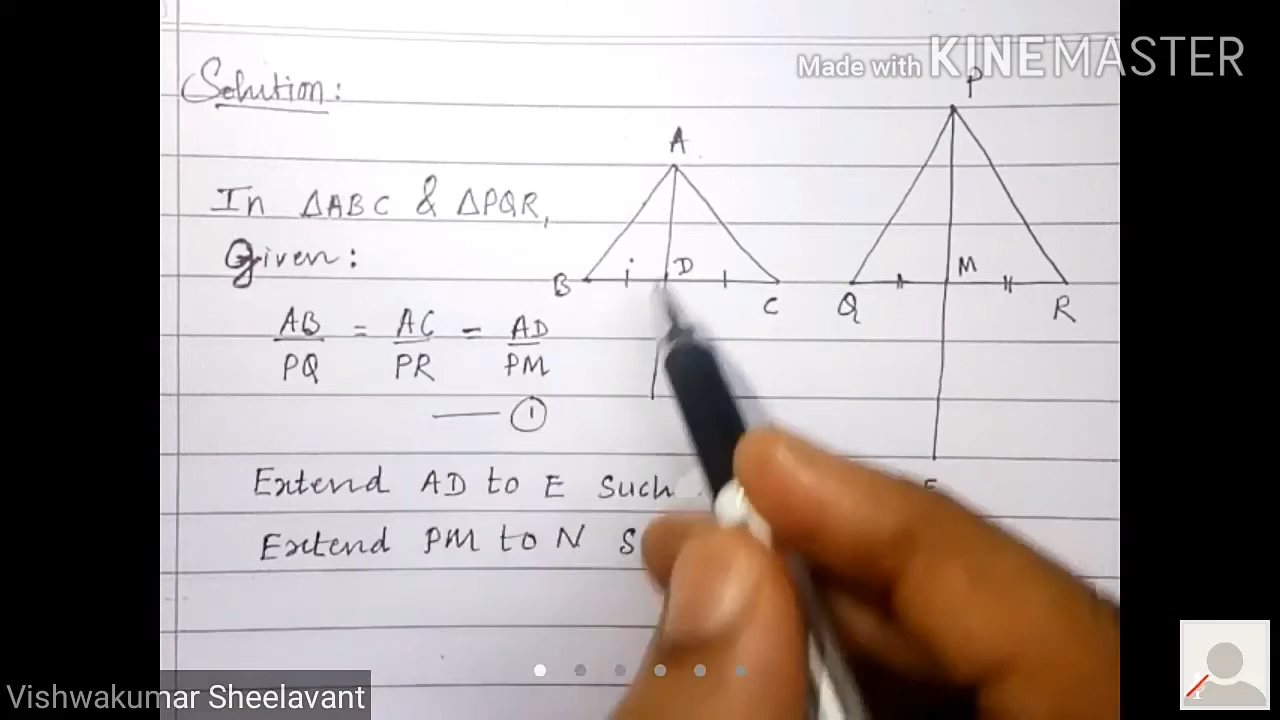 Made with KINEMASTER
Solution:
P
A
In ΔABC & ΔPQR,
Given:
B D C Q M R
AB/PQ = AC/PR = AD/PM
—— ①
Extend AD to E Such
Extend PM to N S
Vishwakumar Sheelavant